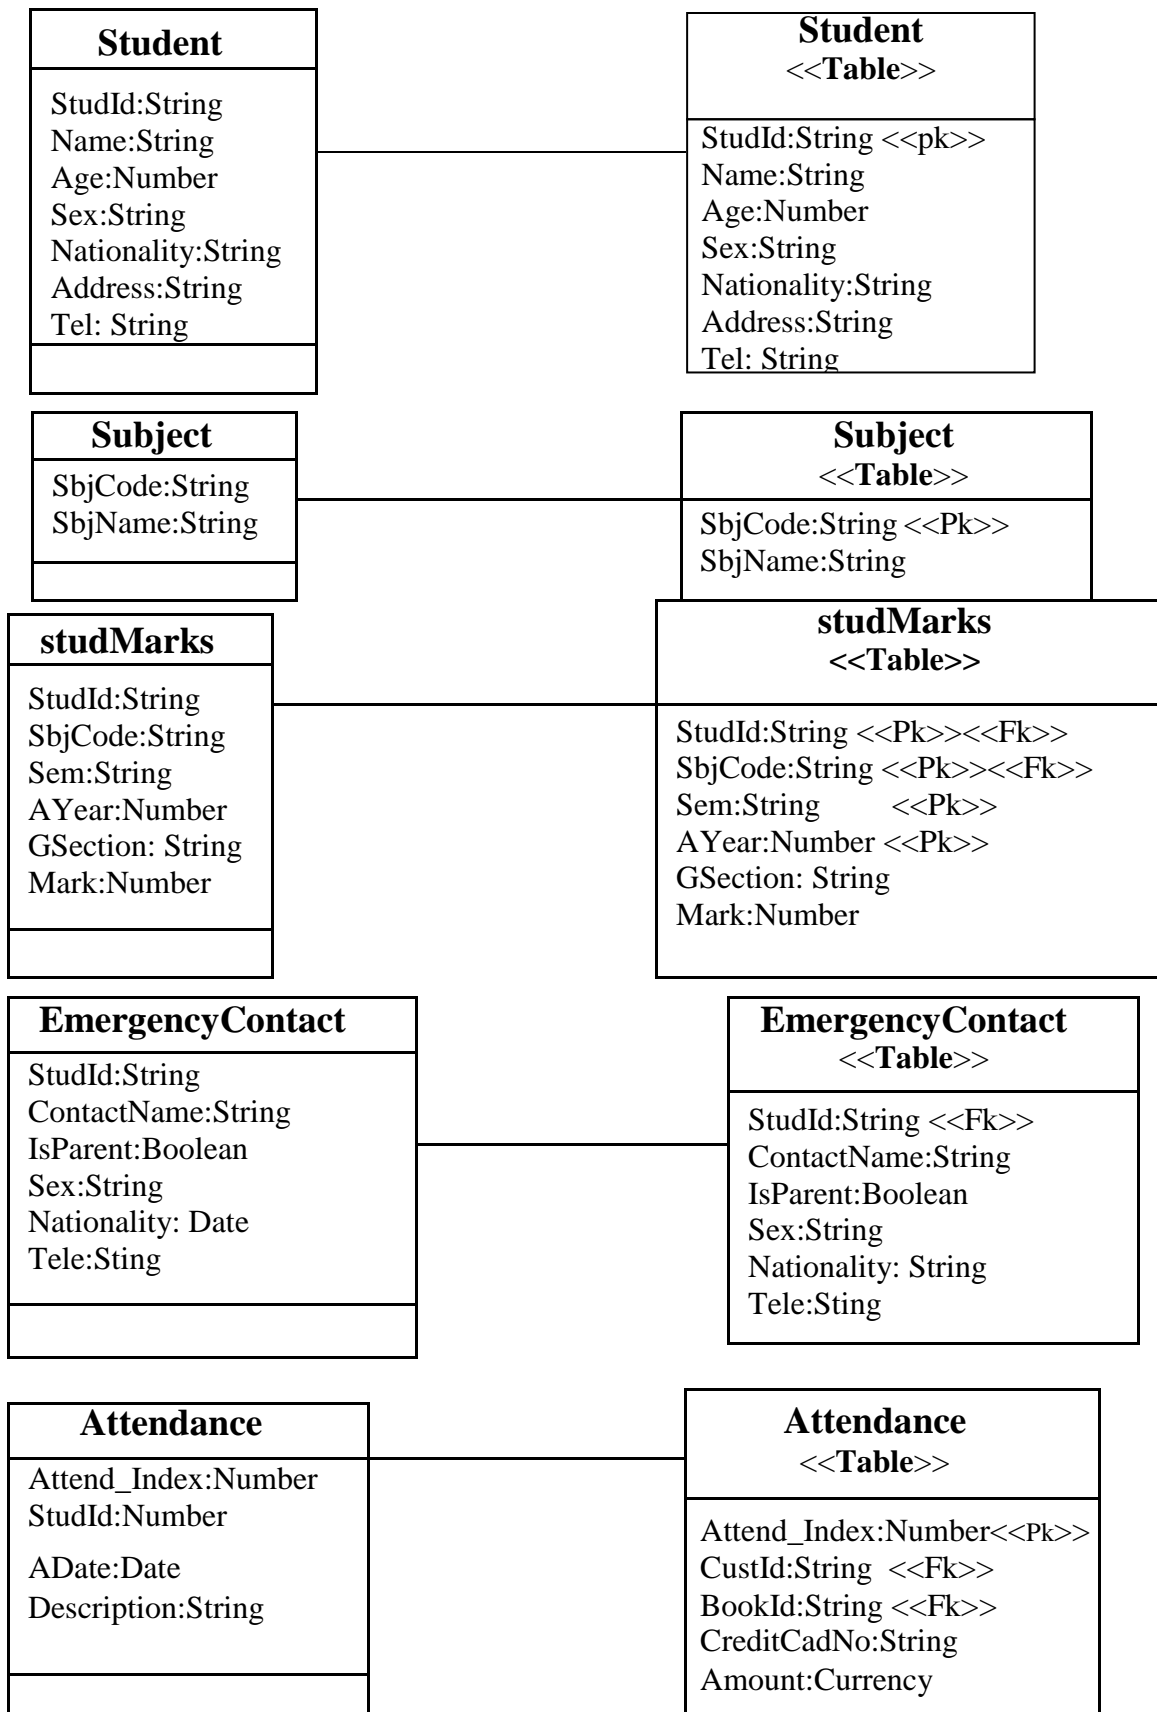 Student
StudId:String
Name:String
Age:Number
Sex:String
Nationality:String
Address:String
Tel: String
Student
<<Table>>
StudId:String <<pk>>
Name:String
Age:Number
Sex:String
Nationality:String
Address:String
Tel: String
Subject
SbjCode:String
SbjName:String
Subject
<<Table>>
SbjCode:String <<Pk>>
SbjName:String
studMarks
StudId:String
SbjCode:String
Sem:String
AYear:Number
GSection: String
Mark:Number
studMarks
<<Table>>
StudId:String <<Pk>><<Fk>>
SbjCode:String <<Pk>><<Fk>>
Sem:String <<Pk>>
AYear:Number <<Pk>>
GSection: String
Mark:Number
EmergencyContact
StudId:String
ContactName:String
IsParent:Boolean
Sex:String
Nationality: Date
Tele:Sting
EmergencyContact
<<Table>>
StudId:String <<Fk>>
ContactName:String
IsParent:Boolean
Sex:String
Nationality: String
Tele:Sting
Attendance
Attend_Index:Number
StudId:Number
ADate:Date
Description:String
Attendance
<<Table>>
Attend_Index:Number<<Pk>>
CustId:String <<Fk>>
BookId:String <<Fk>>
CreditCadNo:String
Amount:Currency